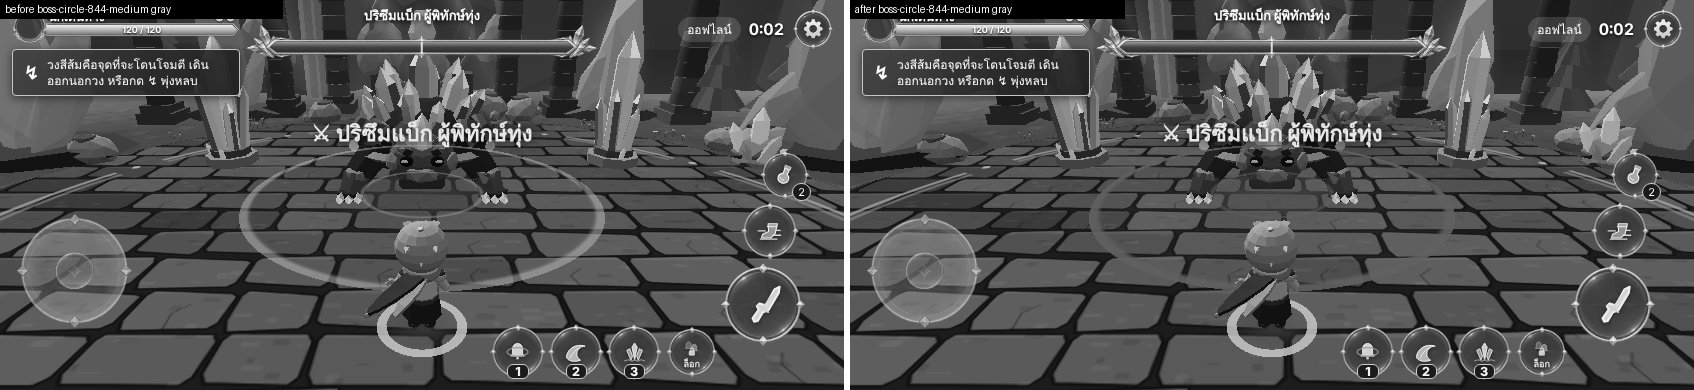 before boss-circle-844-medium gray
ปริซึมแบ็ก ผู้พิทักษ์ทุ่ง
120 / 120
ออฟไลน์ 0:02
วงสีส้มคือจุดที่จะโดนโจมตี เดิน
ออกนอกวง หรือกด ↯ พุ่งหลบ
⚔ ปริซึมแบ็ก ผู้พิทักษ์ทุ่ง
2
ล็อก
1 2 3
after boss-circle-844-medium gray
ปริซึมแบ็ก ผู้พิทักษ์ทุ่ง
120 / 120
ออฟไลน์ 0:02
วงสีส้มคือจุดที่จะโดนโจมตี เดิน
ออกนอกวง หรือกด ↯ พุ่งหลบ
⚔ ปริซึมแบ็ก ผู้พิทักษ์ทุ่ง
2
ล็อก
1 2 3